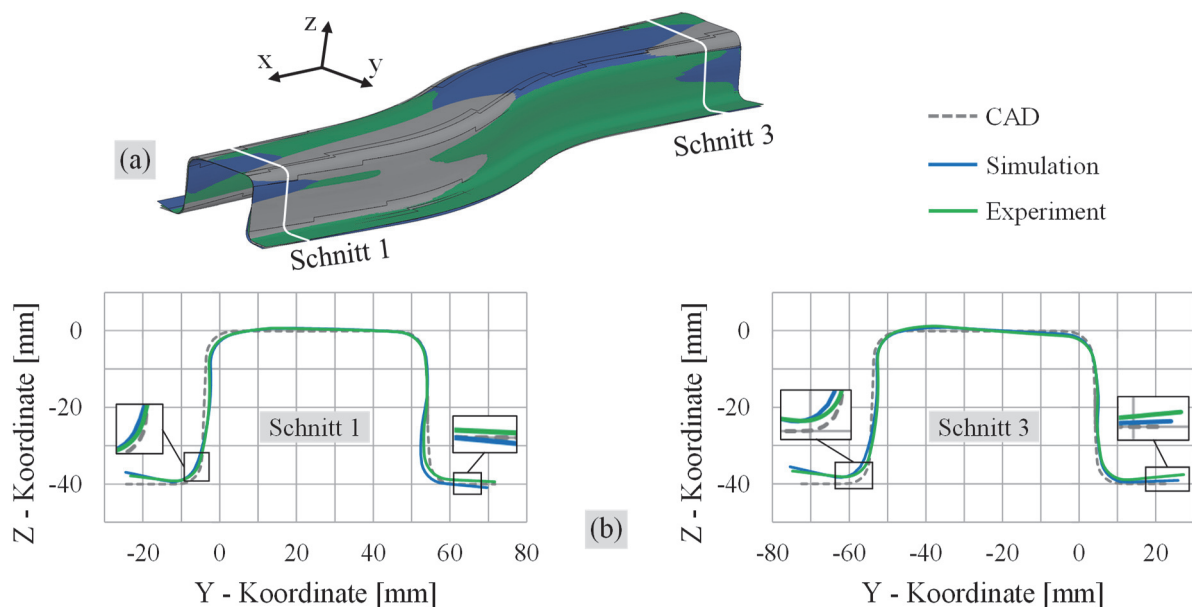 z
x
y
(a)
Schnitt 3
Schnitt 1
CAD
Simulation
Experiment
Z - Koordinate [mm]
0
-20
-40
Schnitt 1
-20
0
20
40
60
80
Y - Koordinate [mm]
(b)
Z - Koordinate [mm]
0
-20
-40
Schnitt 3
-80
-60
-40
-20
0
20
Y - Koordinate [mm]